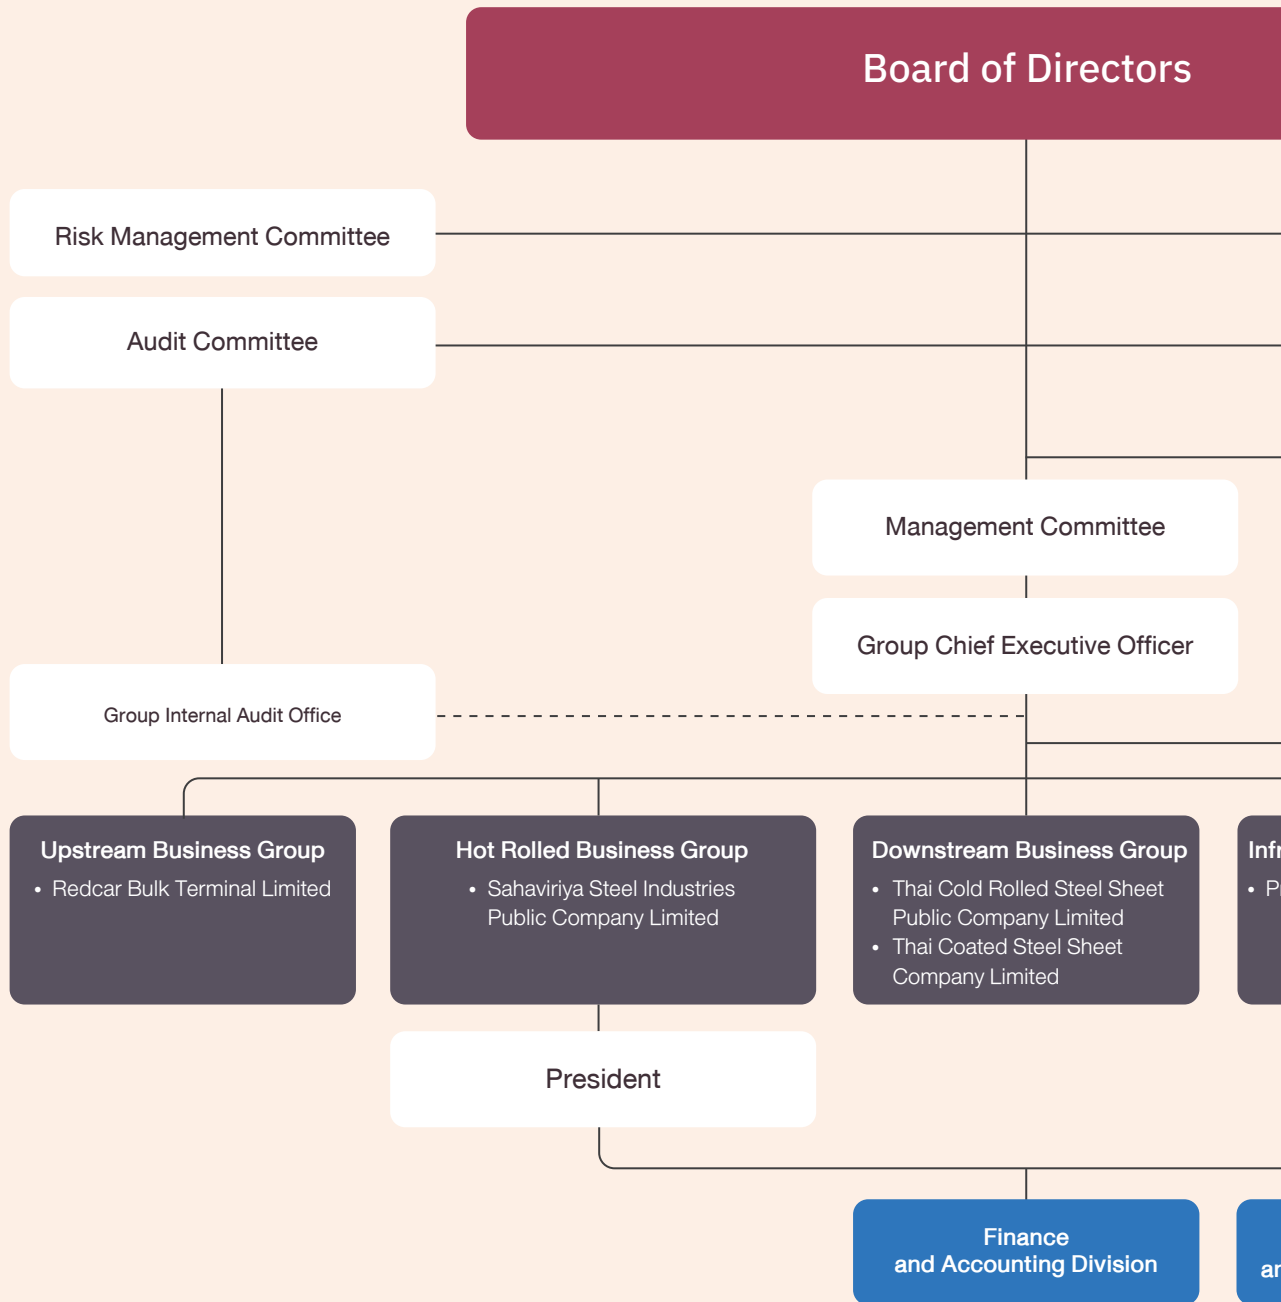 Board of Directors
Risk Management Committee
Audit Committee
Management Committee
Group Chief Executive Officer
Group Internal Audit Office
Upstream Business Group
• Redcar Bulk Terminal Limited
Hot Rolled Business Group
• Sahaviriya Steel Industries
Public Company Limited
Downstream Business Group
• Thai Cold Rolled Steel Sheet
Public Company Limited
• Thai Coated Steel Sheet
Company Limited
President
Finance
and Accounting Division